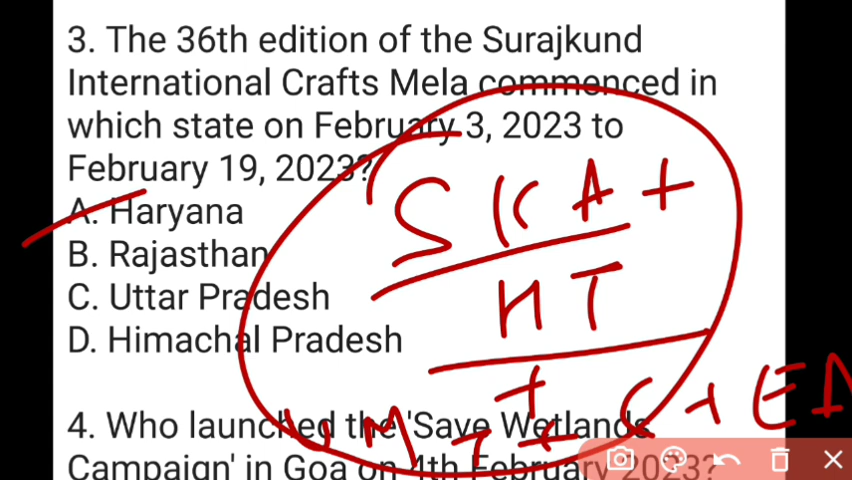 3. The 36th edition of the Surajkund
International Crafts Mela commenced in
which state on February 3, 2023 to
February 19, 2023?
SKA+
A. Haryana
B. Rajasthan
C. Uttar Pradesh
HT
D. Himachal Pradesh
4. Who launched the 'Save Wetlands
Campaign' in Goa on 4th February 2023?